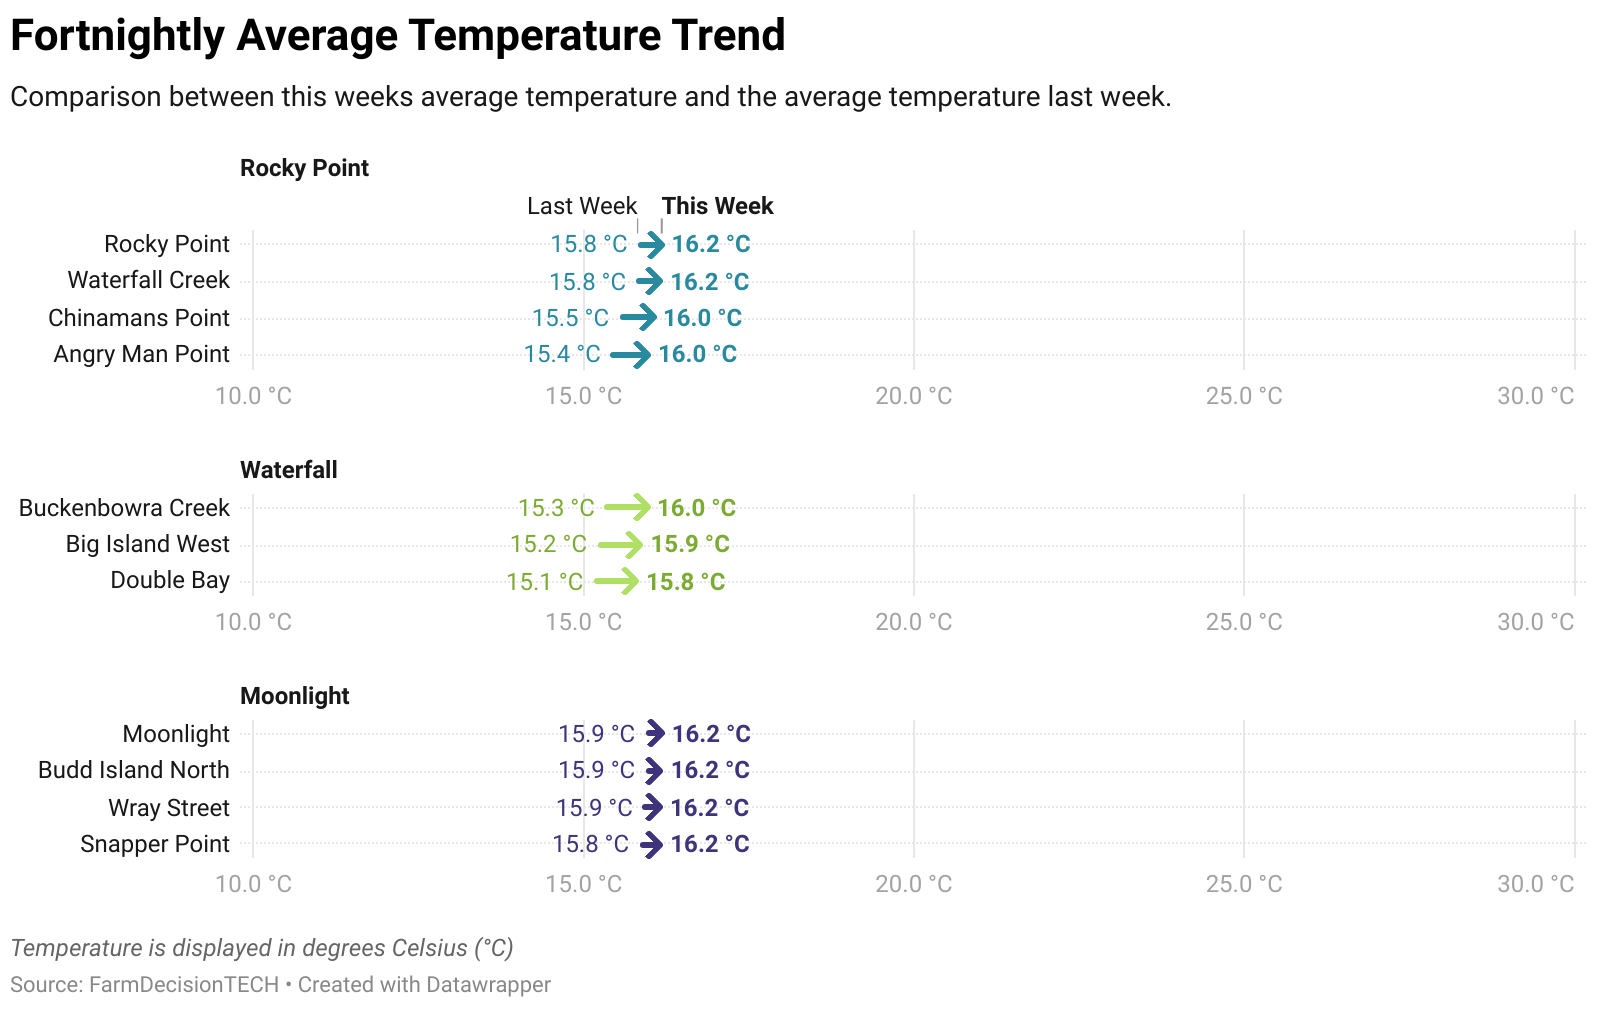 Fortnightly Average Temperature Trend
Comparison between this weeks average temperature and the average temperature last week.
Rocky Point
Last Week This Week
Rocky Point 15.8 °C 16.2 °C
Waterfall Creek 15.8 °C 16.2 °C
Chinamans Point 15.5 °C 16.0 °C
Angry Man Point 15.4 °C 16.0 °C
10.0 °C 15.0 °C 20.0 °C 25.0 °C 30.0 °C
Waterfall
Buckenbowra Creek 15.3 °C 16.0 °C
Big Island West 15.2 °C 15.9 °C
Double Bay 15.1 °C 15.8 °C
10.0 °C 15.0 °C 20.0 °C 25.0 °C 30.0 °C
Moonlight
Moonlight 15.9 °C 16.2 °C
Budd Island North 15.9 °C 16.2 °C
Wray Street 15.9 °C 16.2 °C
Snapper Point 15.8 °C 16.2 °C
10.0 °C 15.0 °C 20.0 °C 25.0 °C 30.0 °C
Temperature is displayed in degrees Celsius (°C)
Source: FarmDecisionTECH • Created with Datawrapper